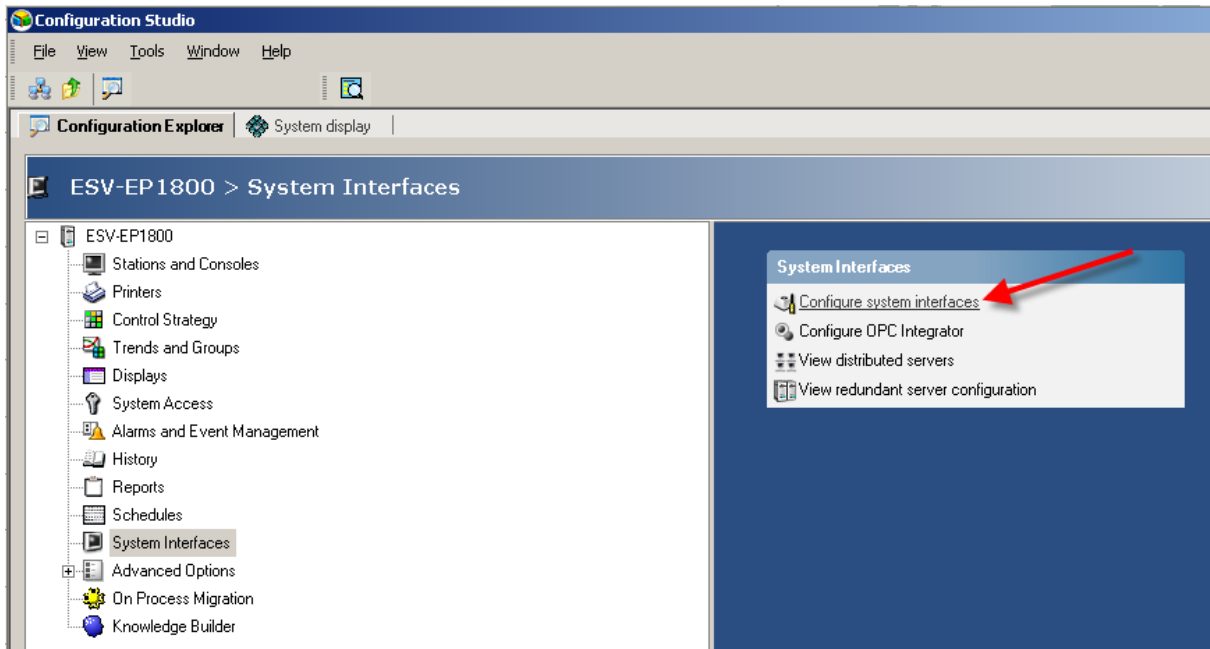 Configuration Studio
File View Tools Window Help
Configuration Explorer System display
ESV-EP1800 > System Interfaces
ESV-EP1800
Stations and Consoles
Printers
Control Strategy
Trends and Groups
Displays
System Access
Alarms and Event Management
History
Reports
Schedules
System Interfaces
Advanced Options
On Process Migration
Knowledge Builder
System Interfaces
Configure system interfaces
Configure OPC Integrator
View distributed servers
View redundant server configuration